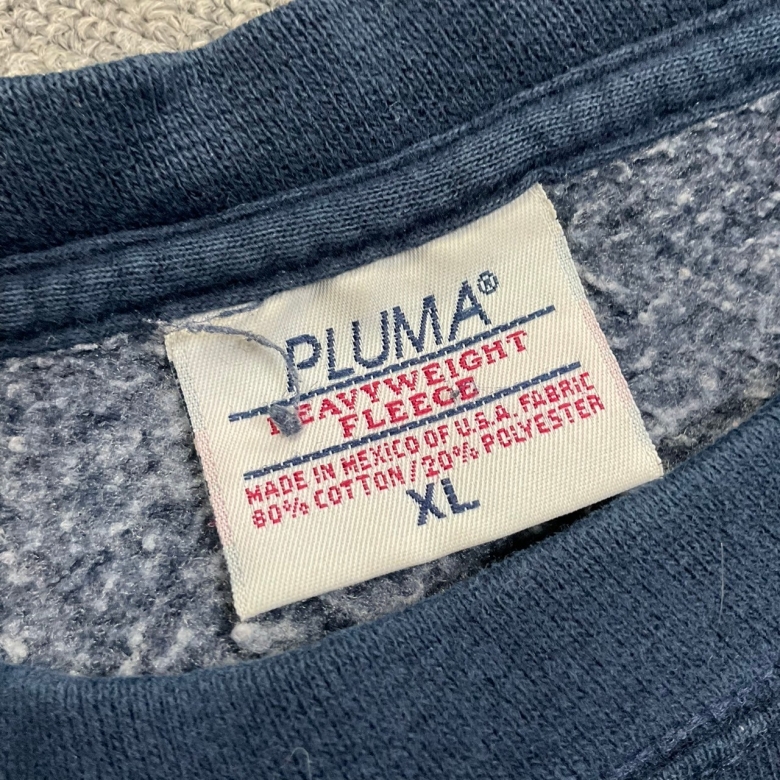 PLUMA®
HEAVYWEIGHT
FLEECE
MADE IN MEXICO OF U.S.A. FABRIC
80% COTTON/20% POLYESTER
XL